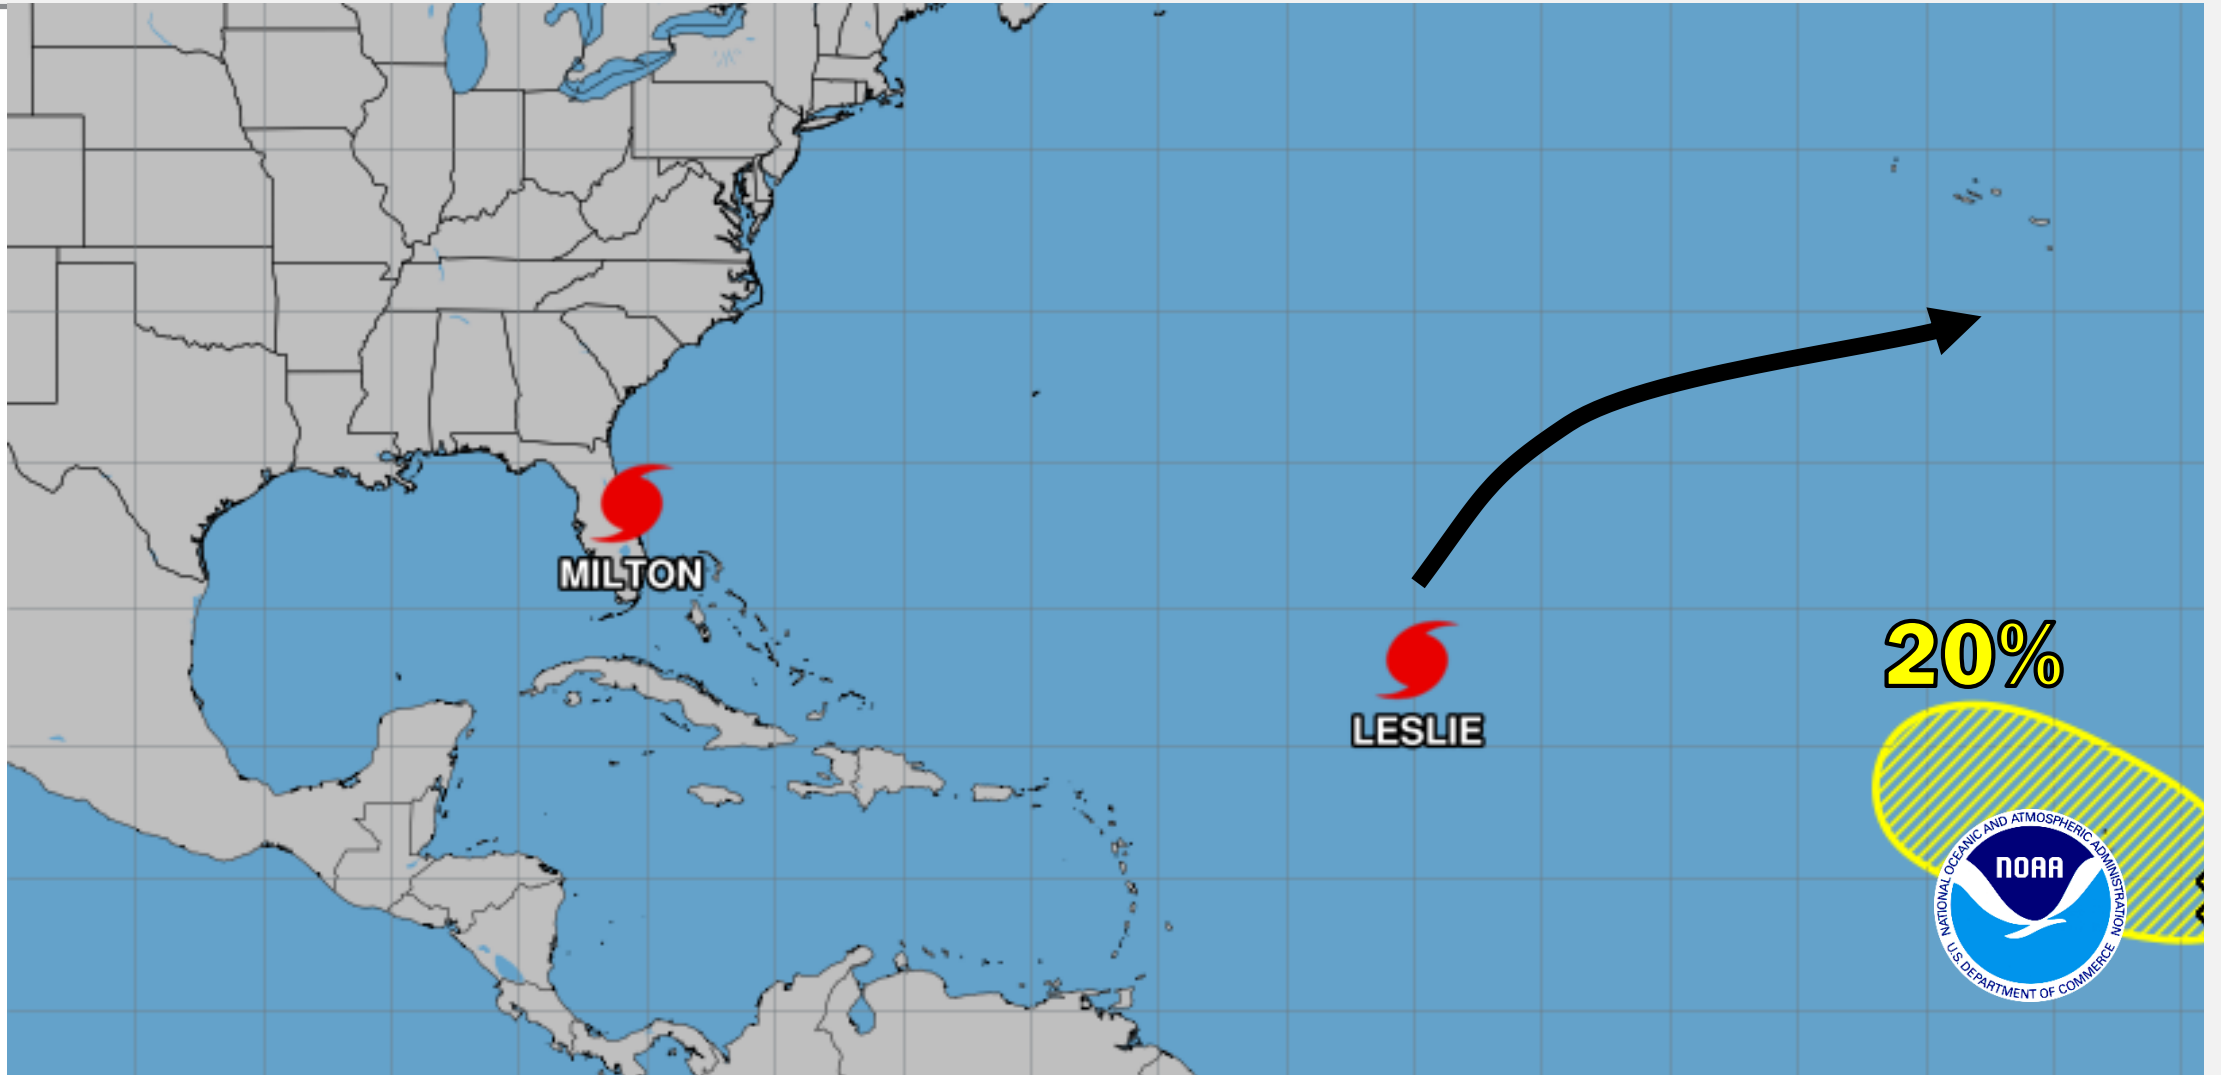 MILTON
LESLIE
20%
NATIONAL OCEANIC AND ATMOSPHERIC ADMINISTRATION
NOAA
U.S. DEPARTMENT OF COMMERCE